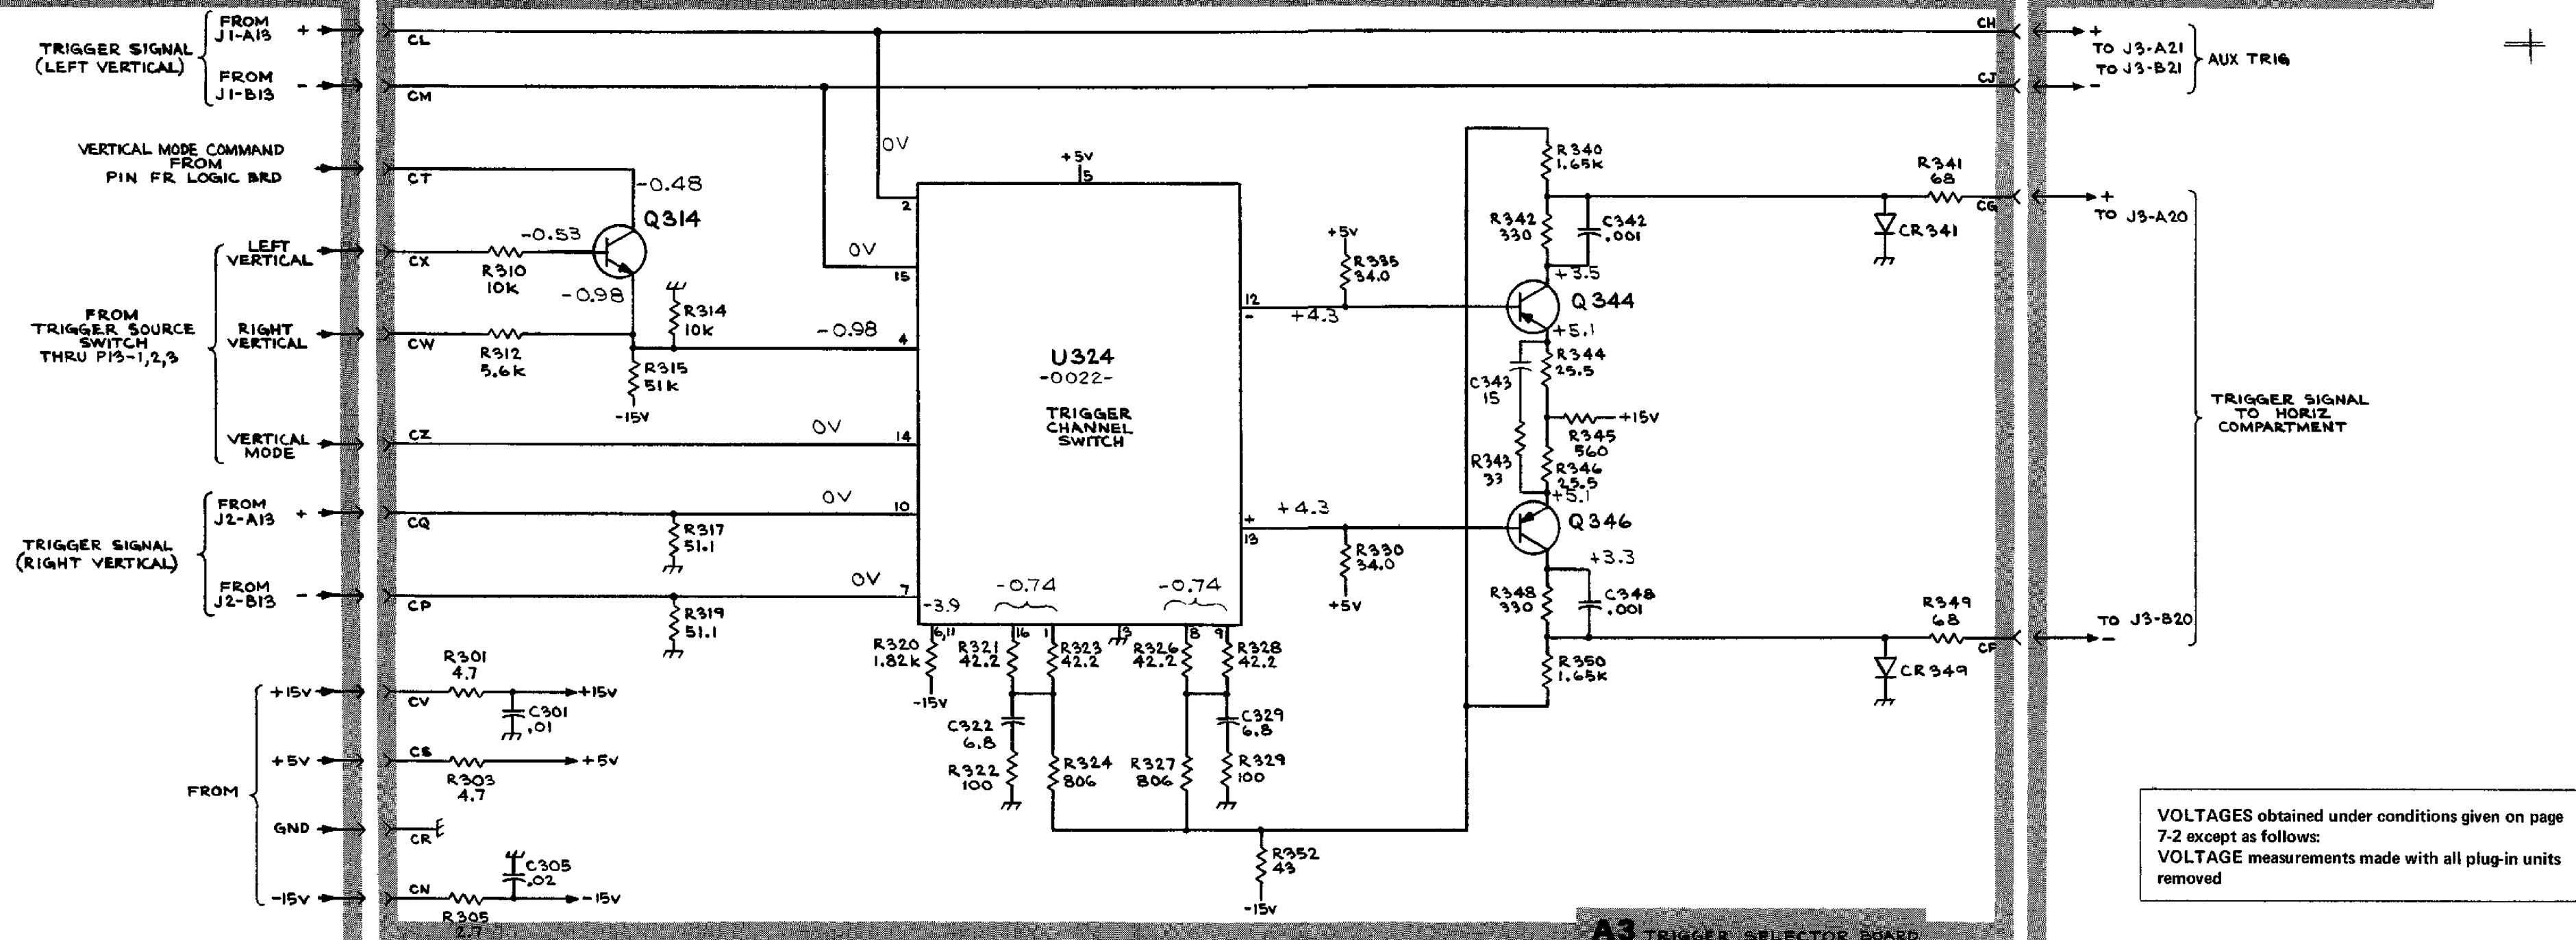 FROM
J1-A13 +
TRIGGER SIGNAL
(LEFT VERTICAL)
FROM
J1-B13 -
CL
CM
VERTICAL MODE COMMAND
FROM
PIN FR LOGIC BRD
CT
-0.48
Q314
-0.53
LEFT
VERTICAL
CX
R310
10K
-0.98
R314
10K
FROM
TRIGGER SOURCE
SWITCH
THRU P13-1,2,3
RIGHT
VERTICAL
CW
R312
5.6K
-0.98
4
R315
51K
-15V
VERTICAL
MODE
CZ
0V
14
FROM
J2-A13 +
CQ
0V
10
R317
51.1
TRIGGER SIGNAL
(RIGHT VERTICAL)
FROM
J2-B13 -
CP
0V
7
R319
51.1
0V
2
0V
15
+5V
5
U324
-0022-
TRIGGER
CHANNEL
SWITCH
12
-
+4.3
+
13
+4.3
-3.9
-0.74
-0.74
6,11
16
1
3
8
9
R320
1.82K
-15V
R321
42.2
R323
42.2
R326
42.2
R328
42.2
C322
6.8
C329
6.8
R322
100
R324
806
R327
806
R329
100
R352
43
-15V
+5V
R335
34.0
R330
34.0
+5V
R340
1.65K
R342
330
C342
.001
+3.5
Q344
+5.1
R344
25.5
C343
15
+15V
R345
560
R343
33
R346
25.5
+5.1
Q346
+3.3
R348
330
C348
.001
R350
1.65K
R341
68
CR341
R349
68
CR349
CH
CJ
CG
CF
+
TO J3-A21
TO J3-B21
-
AUX TRIG
+
TO J3-A20
TRIGGER SIGNAL
TO HORIZ
COMPARTMENT
TO J3-B20
-
FROM
+15V
CV
R301
4.7
+15V
C301
.01
+5V
CS
R303
4.7
+5V
GND
CR
-15V
CN
R305
2.7
C305
.02
-15V
VOLTAGES obtained under conditions given on page
7-2 except as follows:
VOLTAGE measurements made with all plug-in units
removed
A3 TRIGGER SELECTOR BOARD